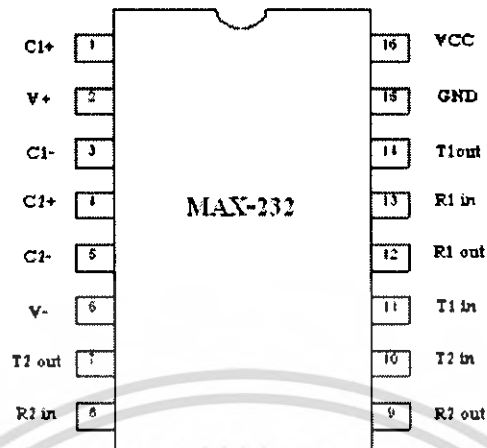 C1+ 1 16 VCC
V+ 2 15 GND
C1- 3 14 T1out
C2+ 4 MAX-232 13 R1 in
C2- 5 12 R1 out
V- 6 11 T1 in
T2 out 7 10 T2 in
R2 in 8 9 R2 out